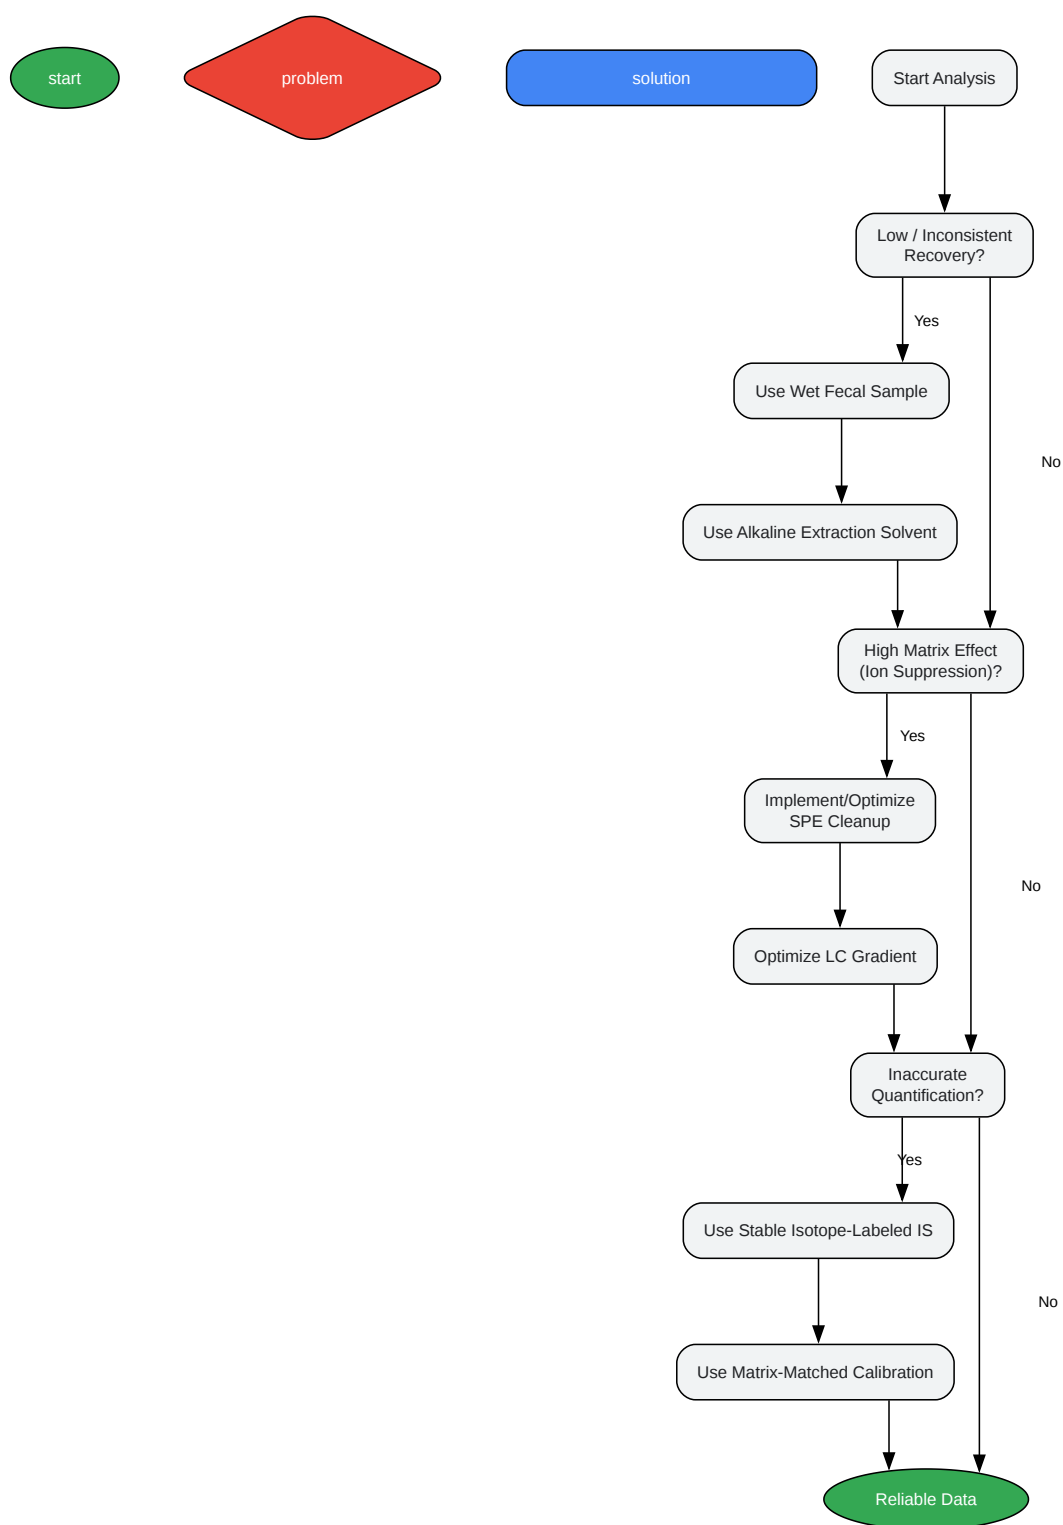 start
problem
solution
Start Analysis
Low / Inconsistent
Recovery?
Yes
Use Wet Fecal Sample
No
Use Alkaline Extraction Solvent
High Matrix Effect
(Ion Suppression)?
Yes
Implement/Optimize
SPE Cleanup
No
Optimize LC Gradient
Inaccurate
Quantification?
Yes
Use Stable Isotope-Labeled IS
No
Use Matrix-Matched Calibration
Reliable Data